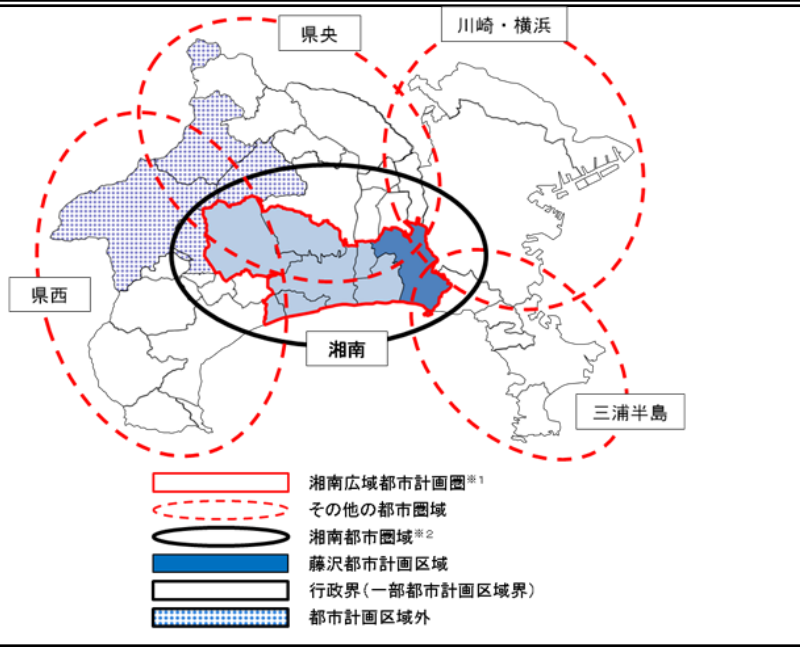 県央
川崎・横浜
県西
湘南
三浦半島
湘南広域都市計画圏※1
その他の都市圏域
湘南都市圏域※2
藤沢都市計画区域
行政界(一部都市計画区域界)
都市計画区域外